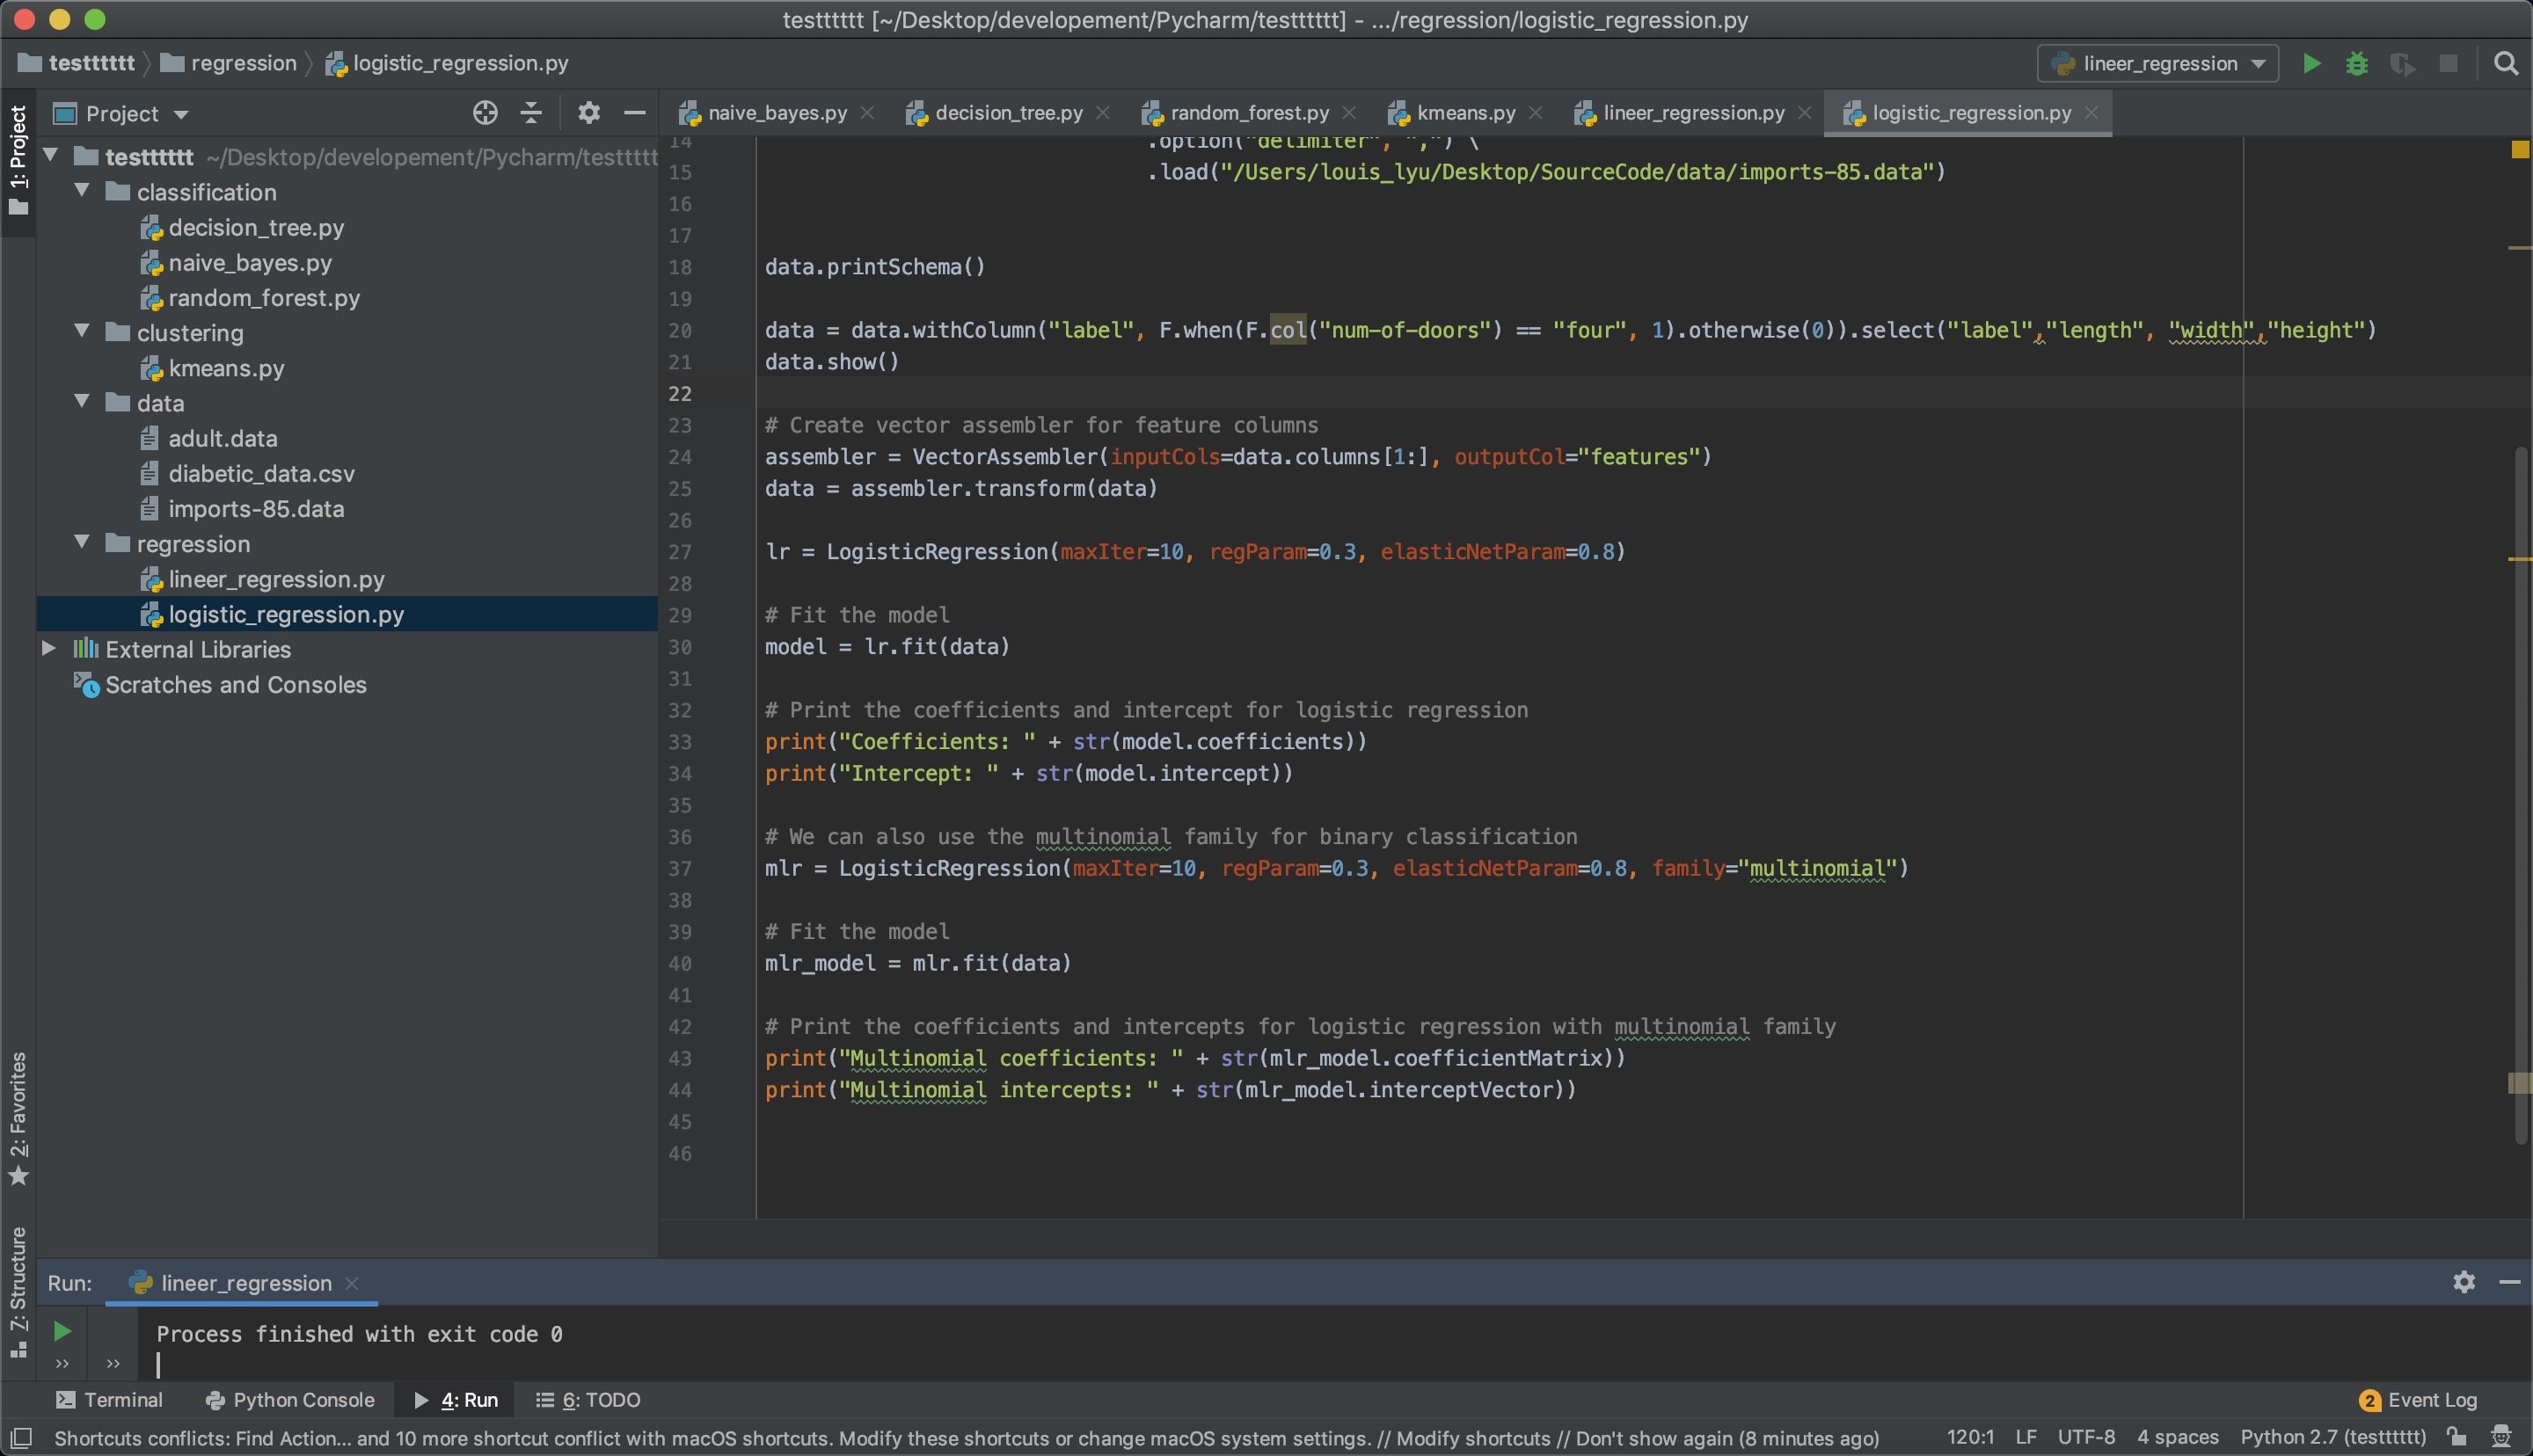 testttttt [~/Desktop/developement/Pycharm/testttttt] - .../regression/logistic_regression.py
testttttt regression logistic_regression.py
lineer_regression
1: Project
Project
naive_bayes.py decision_tree.py random_forest.py kmeans.py lineer_regression.py logistic_regression.py
testttttt ~/Desktop/developement/Pycharm/testtttt
classification
decision_tree.py
naive_bayes.py
random_forest.py
clustering
kmeans.py
data
adult.data
diabetic_data.csv
imports-85.data
regression
lineer_regression.py
logistic_regression.py
External Libraries
Scratches and Consoles
14 .option("delimiter", ",") \
15 .load("/Users/louis_lyu/Desktop/SourceCode/data/imports-85.data")
16
17
18 data.printSchema()
19
20 data = data.withColumn("label", F.when(F.col("num-of-doors") == "four", 1).otherwise(0)).select("label","length", "width","height")
21 data.show()
22
23 # Create vector assembler for feature columns
24 assembler = VectorAssembler(inputCols=data.columns[1:], outputCol="features")
25 data = assembler.transform(data)
26
27 lr = LogisticRegression(maxIter=10, regParam=0.3, elasticNetParam=0.8)
28
29 # Fit the model
30 model = lr.fit(data)
31
32 # Print the coefficients and intercept for logistic regression
33 print("Coefficients: " + str(model.coefficients))
34 print("Intercept: " + str(model.intercept))
35
36 # We can also use the multinomial family for binary classification
37 mlr = LogisticRegression(maxIter=10, regParam=0.3, elasticNetParam=0.8, family="multinomial")
38
39 # Fit the model
40 mlr_model = mlr.fit(data)
41
42 # Print the coefficients and intercepts for logistic regression with multinomial family
43 print("Multinomial coefficients: " + str(mlr_model.coefficientMatrix))
44 print("Multinomial intercepts: " + str(mlr_model.interceptVector))
45
46
2: Favorites
7: Structure
Run: lineer_regression
Process finished with exit code 0
Terminal Python Console 4: Run 6: TODO 2 Event Log
Shortcuts conflicts: Find Action... and 10 more shortcut conflict with macOS shortcuts. Modify these shortcuts or change macOS system settings. // Modify shortcuts // Don't show again (8 minutes ago) 120:1 LF UTF-8 4 spaces Python 2.7 (testttttt)